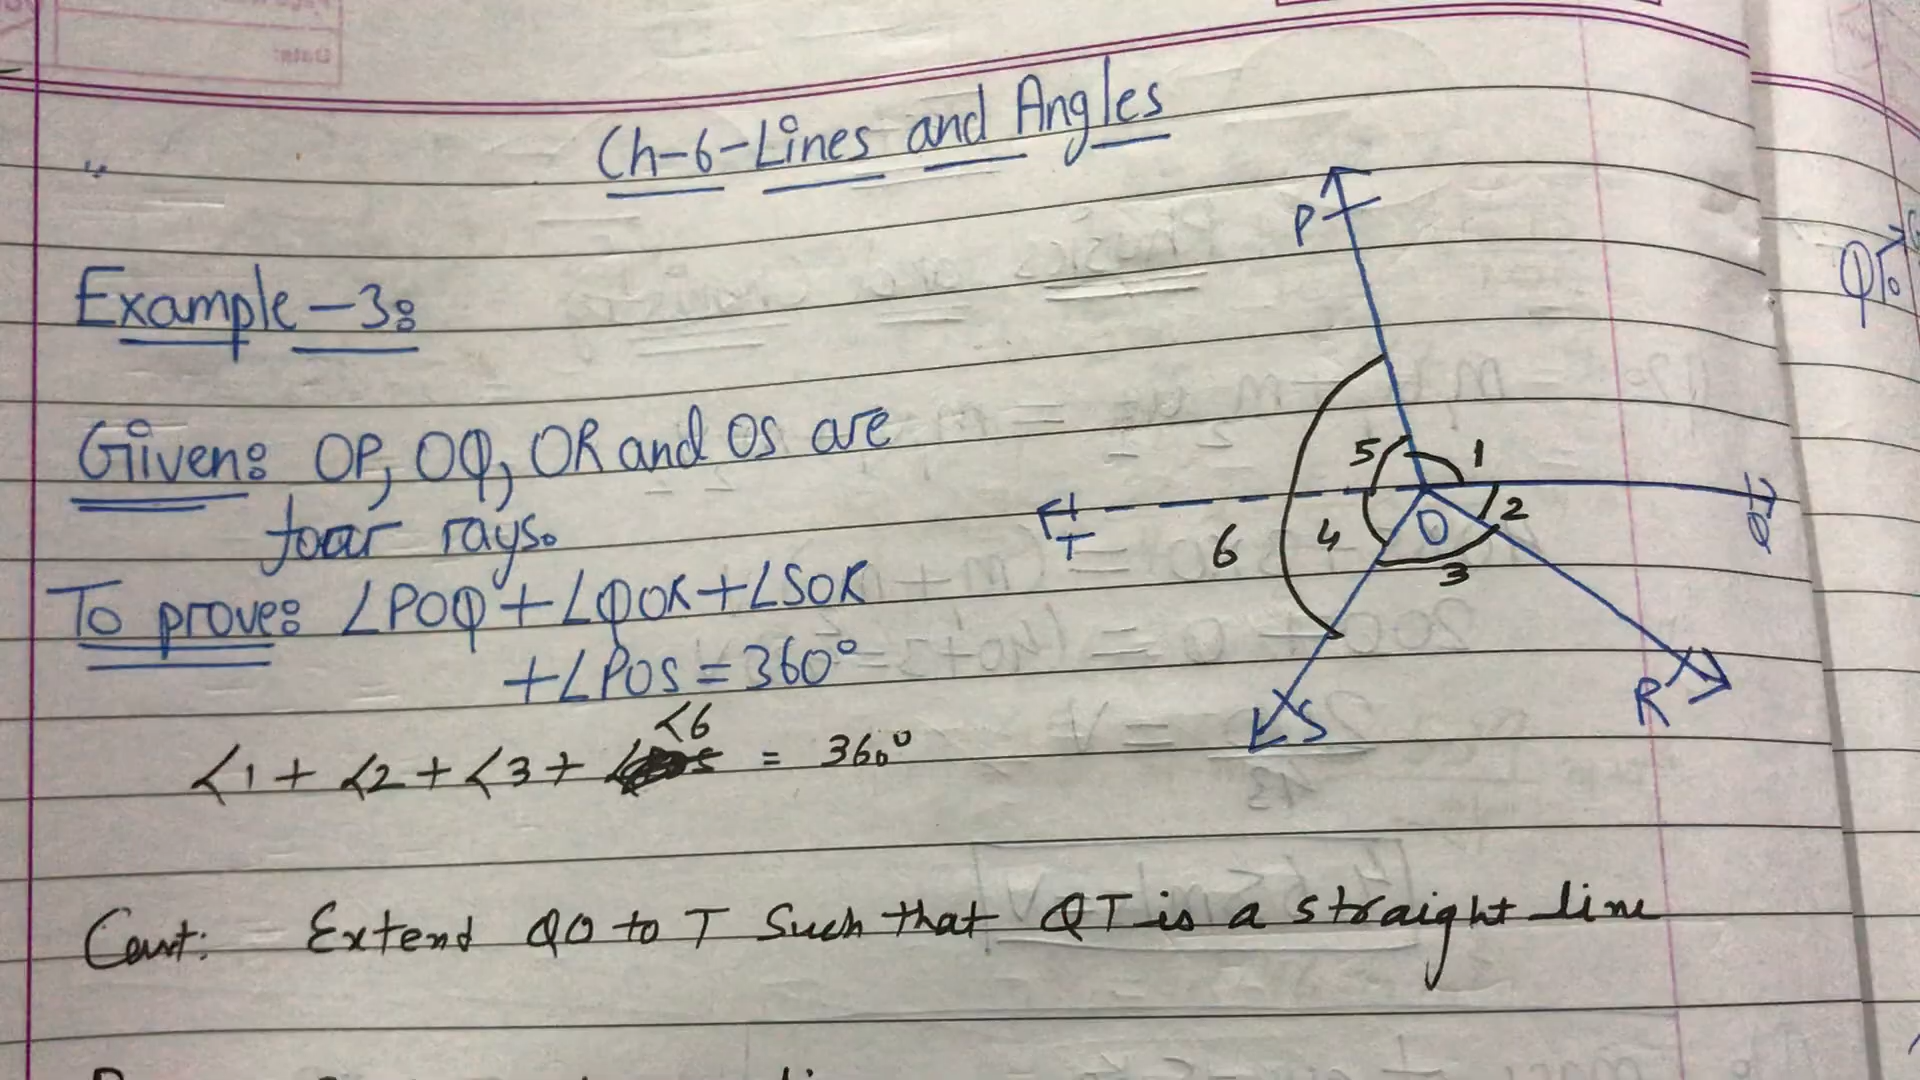 Ch-6-Lines and Angles
Example-3:
Given: OP, OQ, OR and OS are
four rays.
To prove: ∠POQ + ∠QOR + ∠SOR
+ ∠POS = 360°
∠6
∠1 + ∠2 + ∠3 + = 360°
Const: Extend QO to T Such that QT is a straight line
P
5
1
Q
2
O
T
6
4
3
R
S
Q